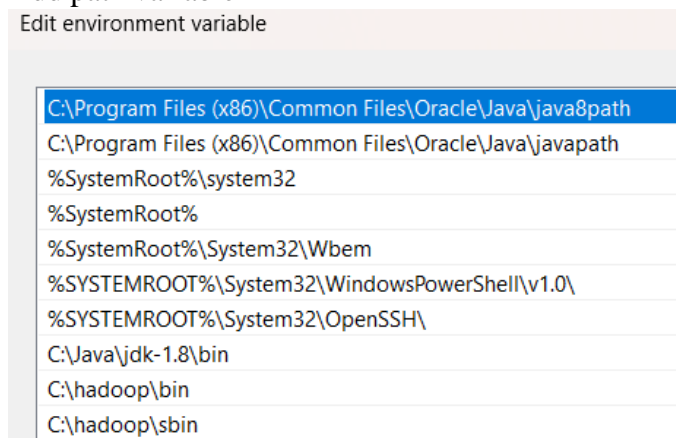 Edit environment variable
C:\Program Files (x86)\Common Files\Oracle\Java\java8path
C:\Program Files (x86)\Common Files\Oracle\Java\javapath
%SystemRoot%\system32
%SystemRoot%
%SystemRoot%\System32\Wbem
%SYSTEMROOT%\System32\WindowsPowerShell\v1.0\
%SYSTEMROOT%\System32\OpenSSH\
C:\Java\jdk-1.8\bin
C:\hadoop\bin
C:\hadoop\sbin